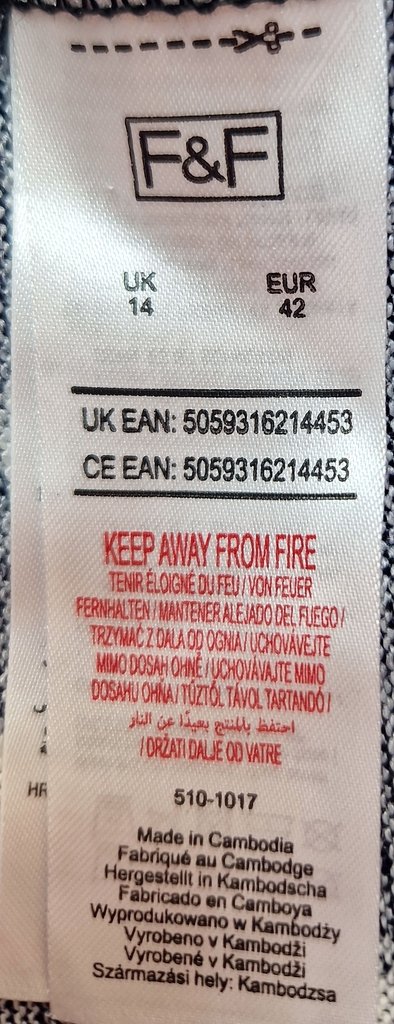 F&F
UK EUR
14 42
UK EAN: 5059316214453
CE EAN: 5059316214453
KEEP AWAY FROM FIRE
TENIR ÉLOIGNÉ DU FEU / VON FEUER
FERNHALTEN / MANTENER ALEJADO DEL FUEGO /
TRZYMAĆ Z DALA OD OGNIA / UCHOVÁVEJTE
MIMO DOSAH OHNĚ / UCHOVÁVAJTE MIMO
DOSAHU OHŇA / TŰZTŐL TÁVOL TARTANDÓ /
احتفظ بالمنتج بعيدًا عن النار
/ DRŽATI DALJE OD VATRE
510-1017
Made in Cambodia
Fabriqué au Cambodge
Hergestellt in Kambodscha
Fabricado en Camboya
Wyprodukowano w Kambodży
Vyrobeno v Kambodži
Vyrobené v Kambodži
Származási hely: Kambodzsa
HR